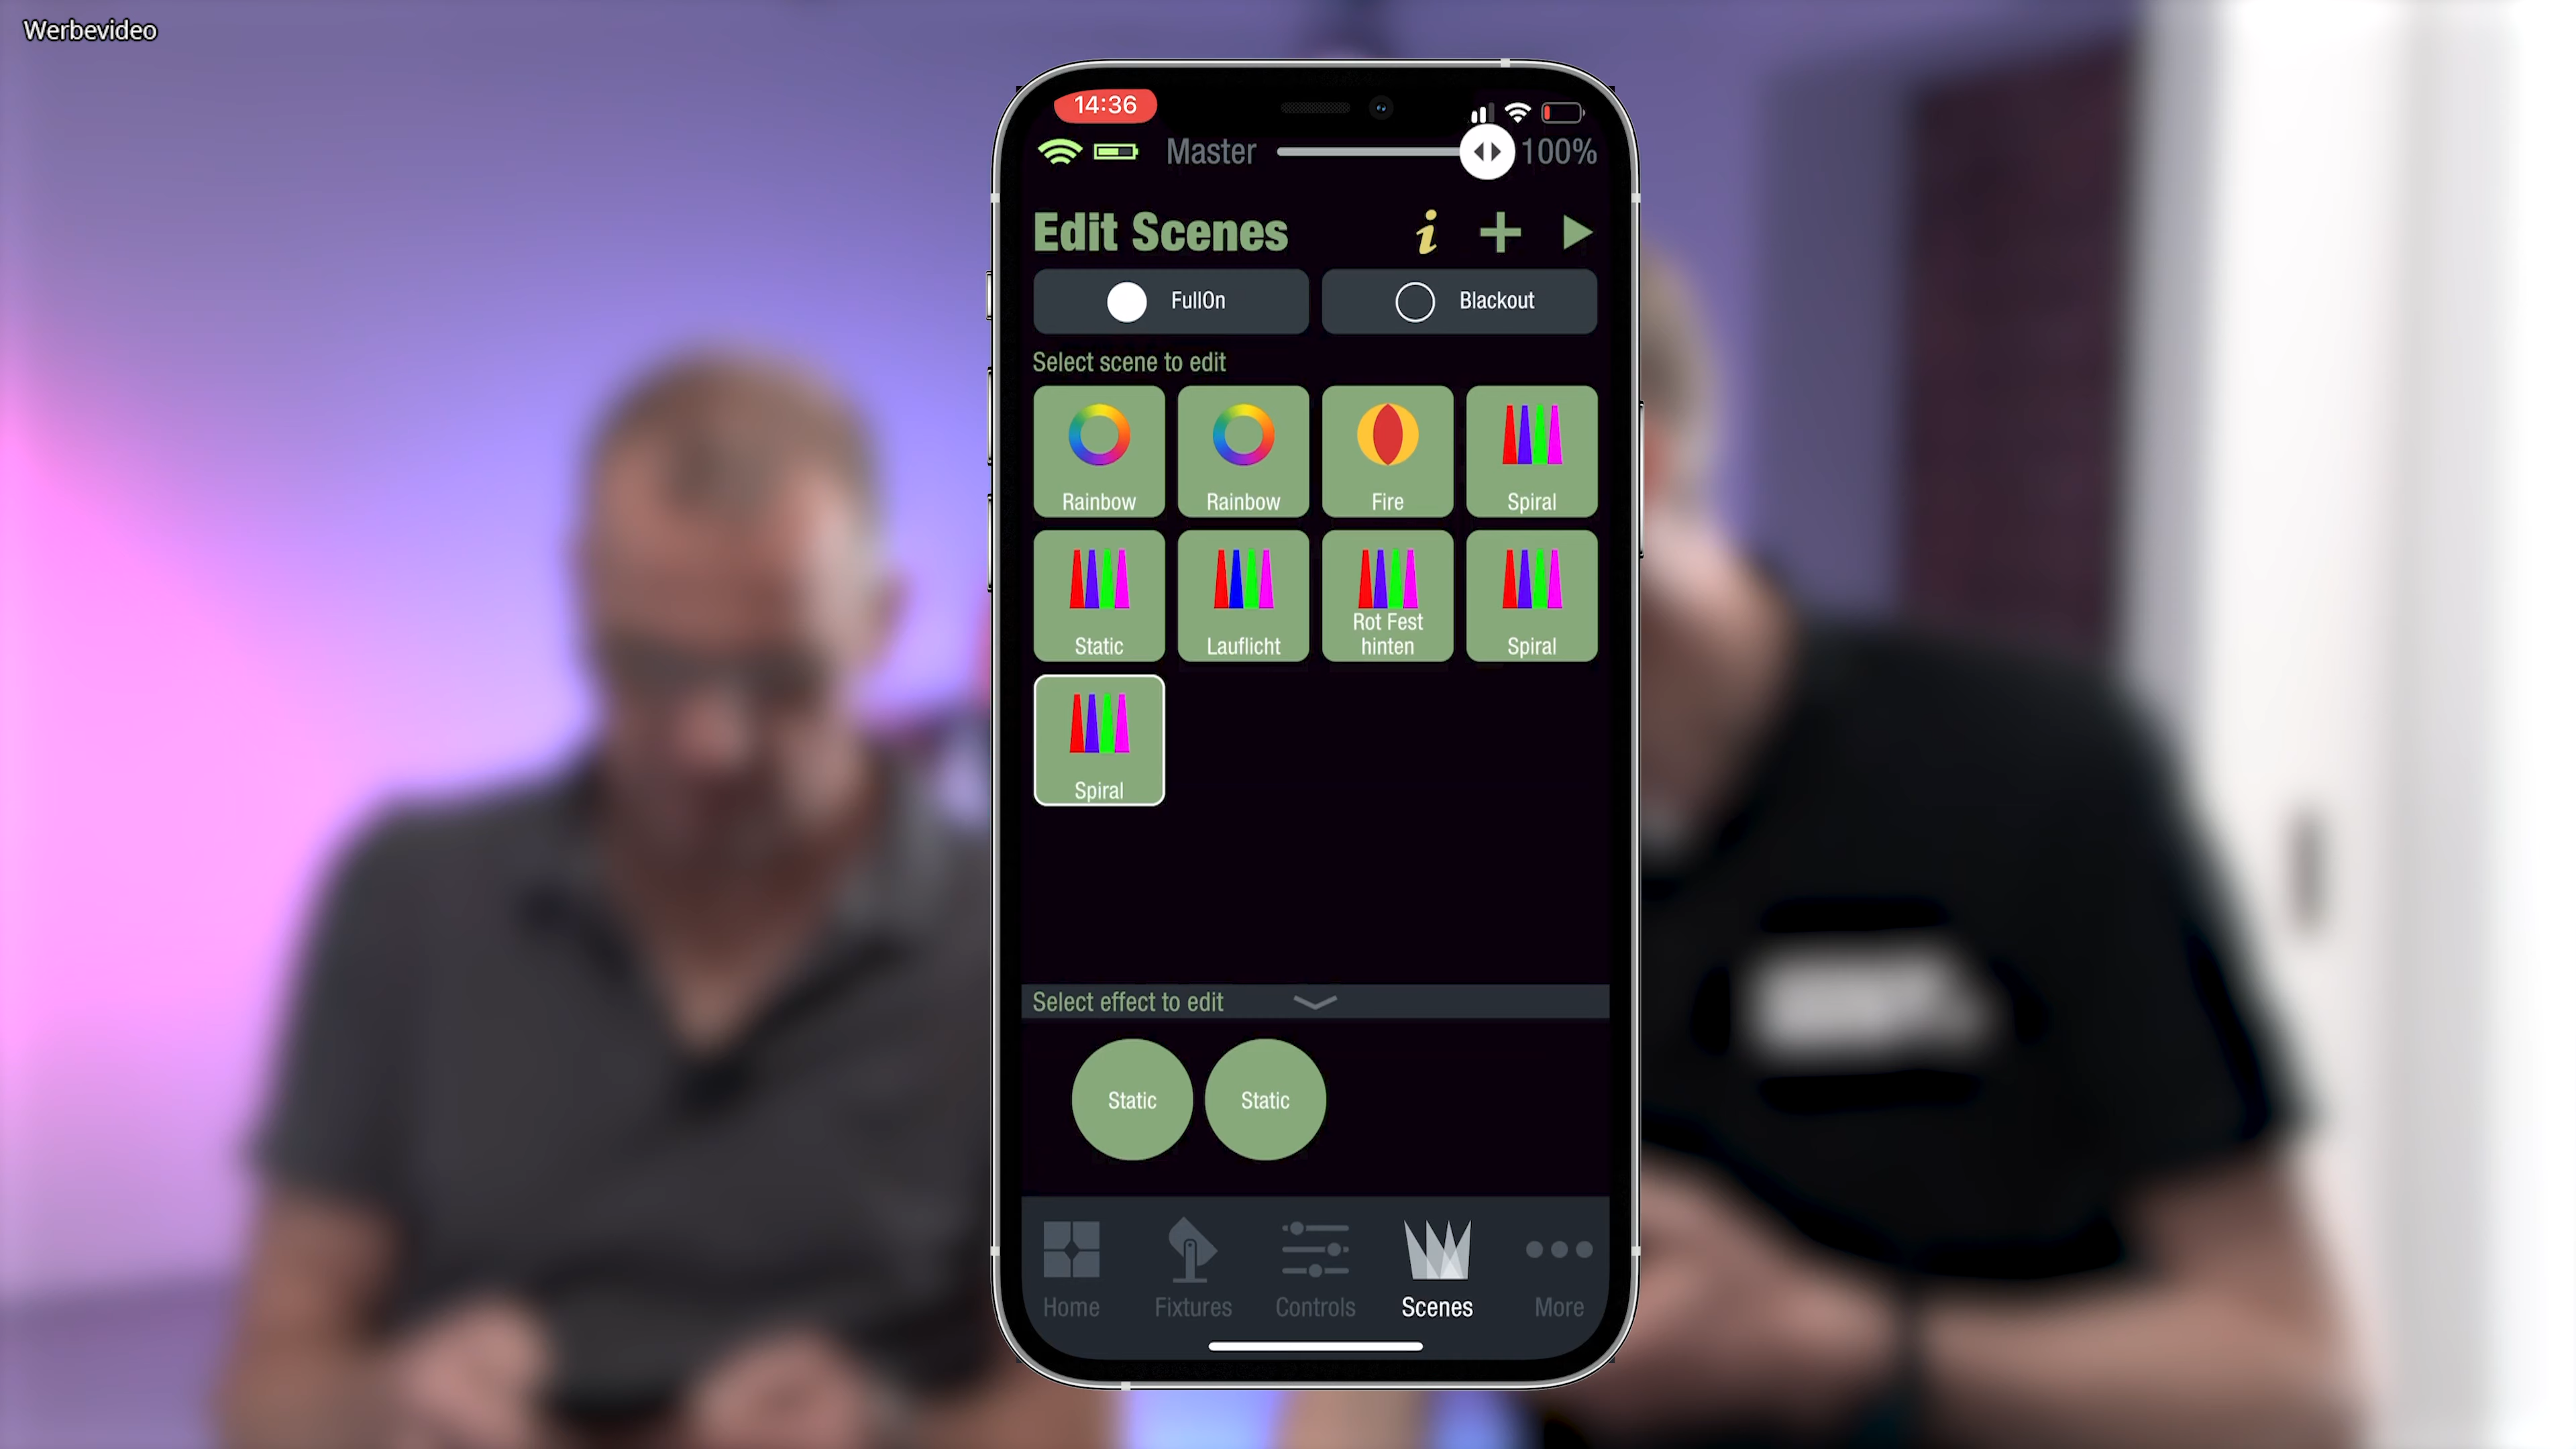 Werbevideo
14:36
Master 100%
Edit Scenes
FullOn Blackout
Select scene to edit
Rainbow Rainbow Fire Spiral
Static Lauflicht Rot Fest
hinten Spiral
Spiral
Select effect to edit
Static Static
Home Fixtures Controls Scenes More